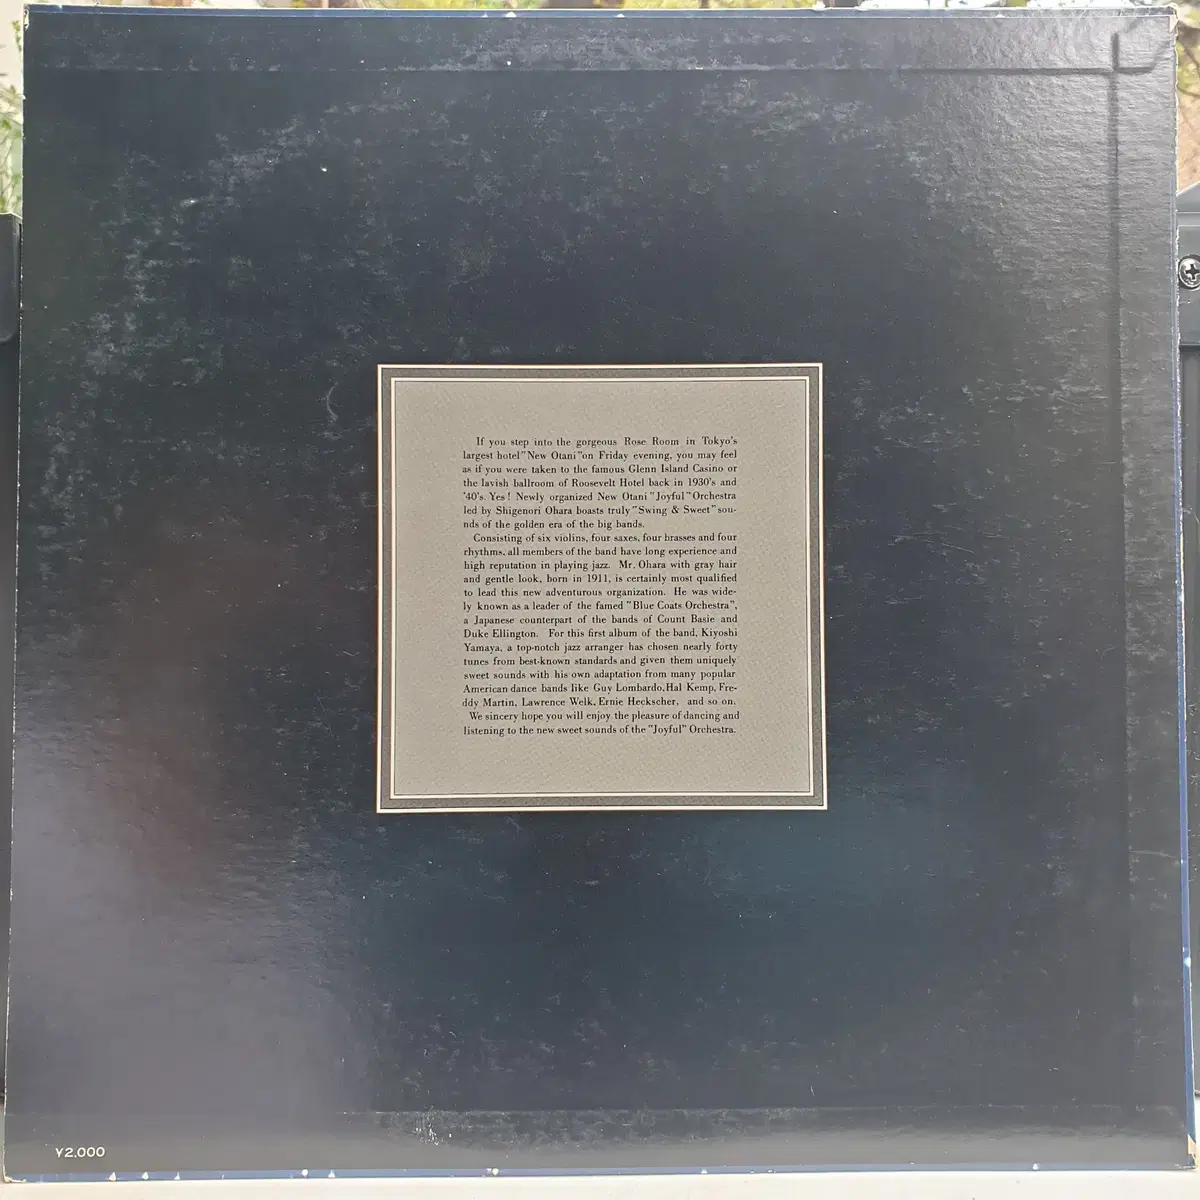 If you step into the gorgeous Rose Room in Tokyo's
largest hotel "New Otani" on Friday evening, you may feel
as if you were taken to the famous Glenn Island Casino or
the lavish ballroom of Roosevelt Hotel back in 1930's and
'40's. Yes! Newly organized New Otani "Joyful" Orchestra
led by Shigenori Ohara boasts truly "Swing & Sweet" sou-
nds of the golden era of the big bands.
Consisting of six violins, four saxes, four brasses and four
rhythms, all members of the band have long experience and
high reputation in playing jazz. Mr. Ohara with gray hair
and gentle look, born in 1911, is certainly most qualified
to lead this new adventurous organization. He was wide-
ly known as a leader of the famed "Blue Coats Orchestra",
a Japanese counterpart of the bands of Count Basie and
Duke Ellington. For this first album of the band, Kiyoshi
Yamaya, a top-notch jazz arranger has chosen nearly forty
tunes from best-known standards and given them uniquely
sweet sounds with his own adaptation from many popular
American dance bands like Guy Lombardo, Hal Kemp, Fre-
ddy Martin, Lawrence Welk, Ernie Heckscher, and so on.
We sincery hope you will enjoy the pleasure of dancing and
listening to the new sweet sounds of the "Joyful" Orchestra.
¥2,000